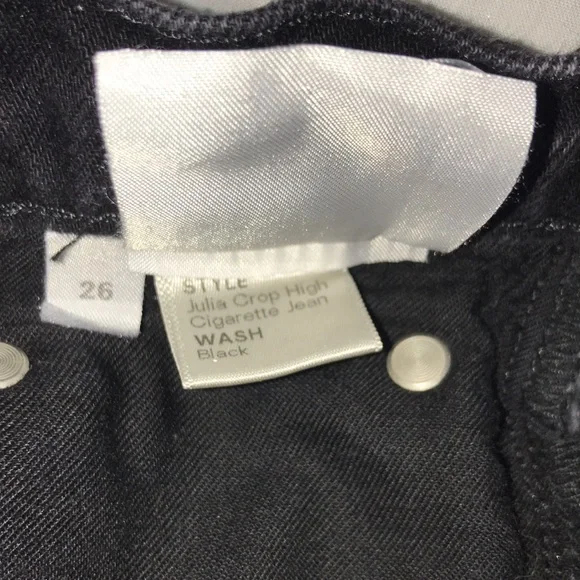 26
STYLE
Julia Crop High
Cigarette Jean
WASH
Black